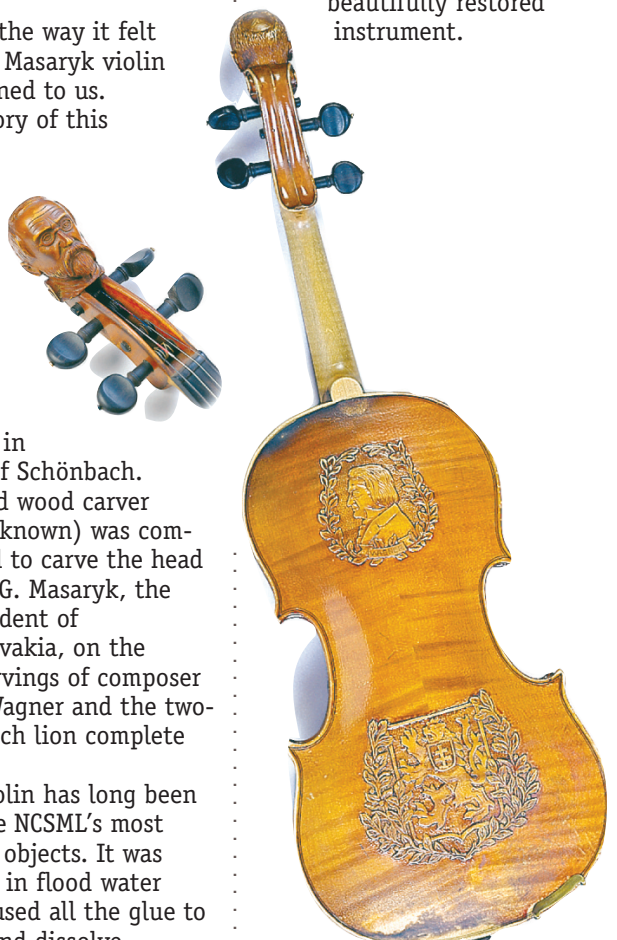 the way it felt
Masaryk violin
ned to us.
ory of this
in
f Schönbach.
d wood carver
known) was com-
d to carve the head
G. Masaryk, the
dent of
vakia, on the
rvings of composer
Wagner and the two-
ch lion complete
olin has long been
e NCSML's most
objects. It was
in flood water
used all the glue to
nd dissolve
beautifully restored
instrument.